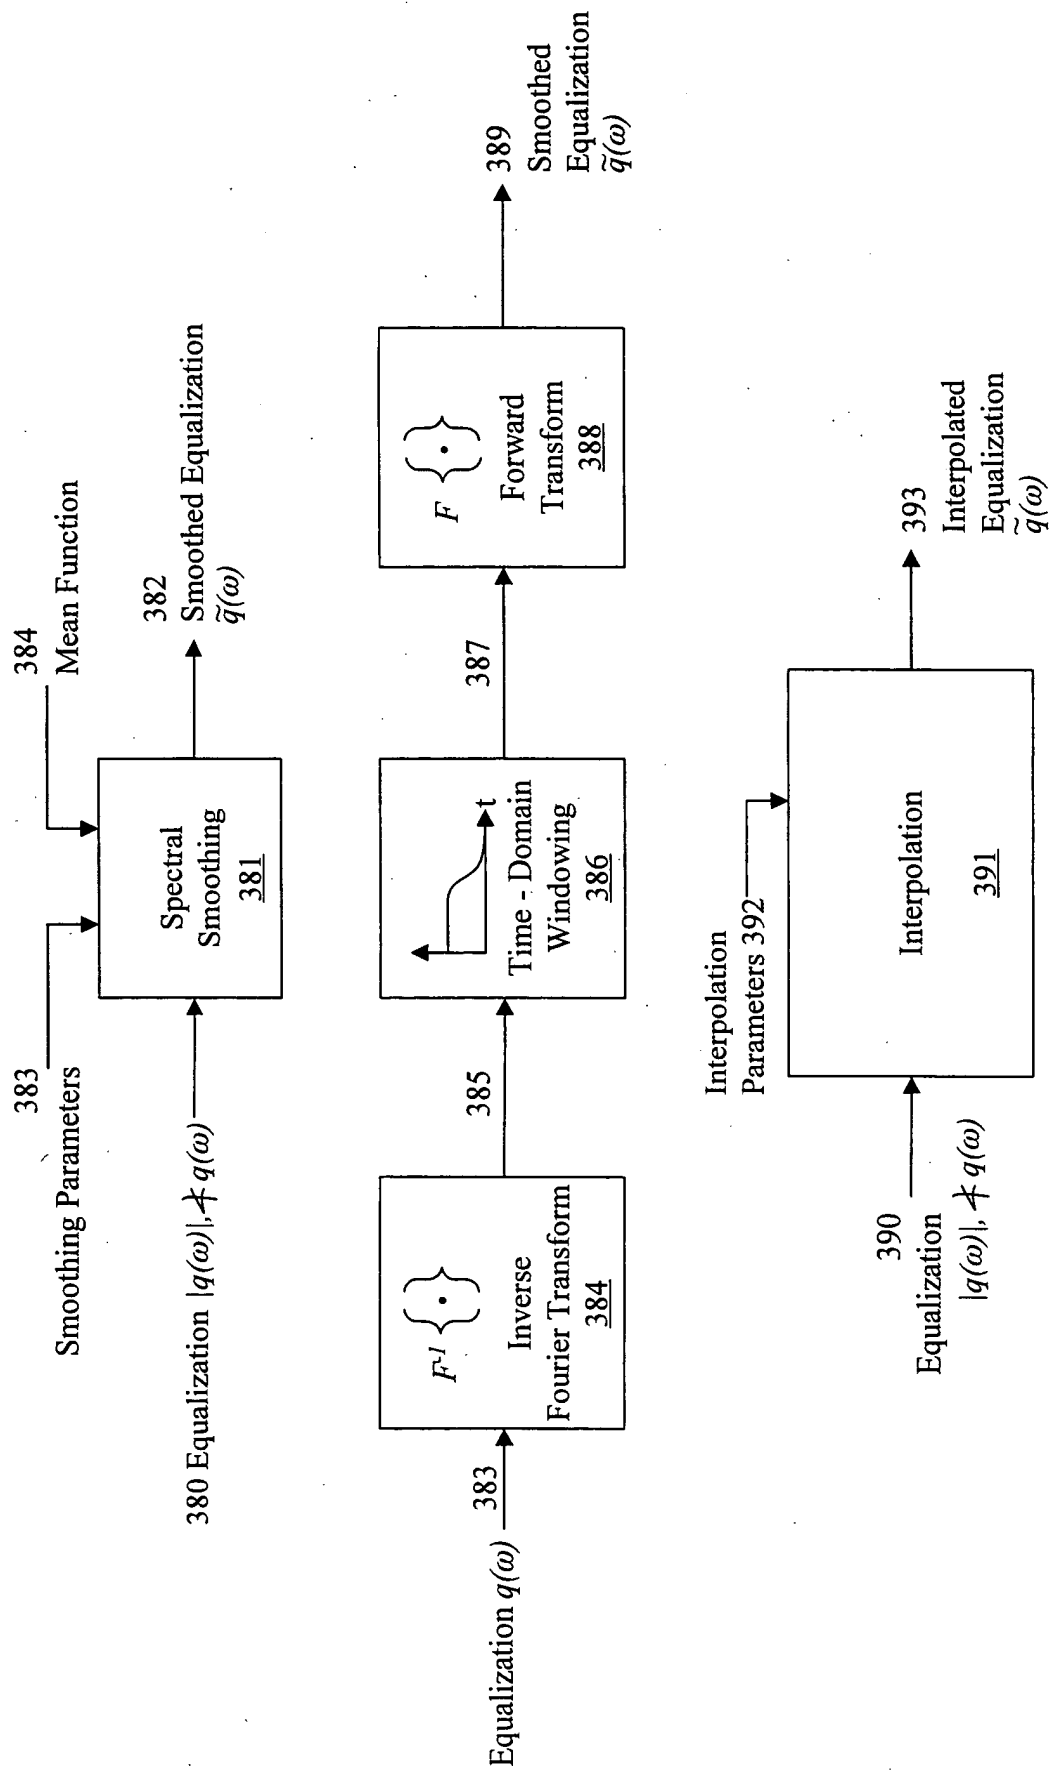 383
Smoothing Parameters
384
Mean Function
380 Equalization |q(ω)|, ∡ q(ω)
Spectral
Smoothing
381
382
Smoothed Equalization
q̃(ω)
Equalization q(ω)
383
F⁻¹ { • }
Inverse
Fourier Transform
384
385
t
Time - Domain
Windowing
386
387
F { • }
Forward
Transform
388
389
Smoothed
Equalization
q̃(ω)
Interpolation
Parameters 392
390
Equalization
|q(ω)|, ∡ q(ω)
Interpolation
391
393
Interpolated
Equalization
q̃(ω)